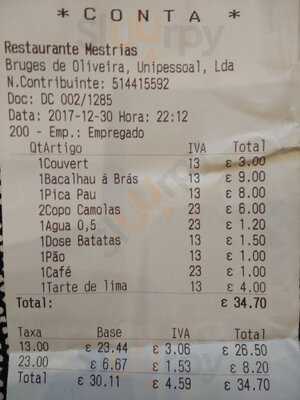 * C O N T A *
Restaurante Mestrias
Bruges de Oliveira, Unipessoal, Lda
N.Contribuinte: 514415592
Doc: DC 002/1285
Data: 2017-12-30 Hora: 22:12
200 - Emp.: Empregado
QtArtigo IVA Total
1Couvert 13 € 3.00
1Bacalhau à Brás 13 € 9.00
1Pica Pau 13 € 8.00
2Copo Camolas 23 € 6.00
1Agua 0,5 23 € 1.20
1Dose Batatas 13 € 1.50
1Pão 13 € 1.00
1Café 23 € 1.00
1Tarte de lima 13 € 4.00
Total: € 34.70
Taxa Base IVA Total
13.00 € 23.44 € 3.06 € 26.50
23.00 € 6.67 € 1.53 € 8.20
Total € 30.11 € 4.59 € 34.70